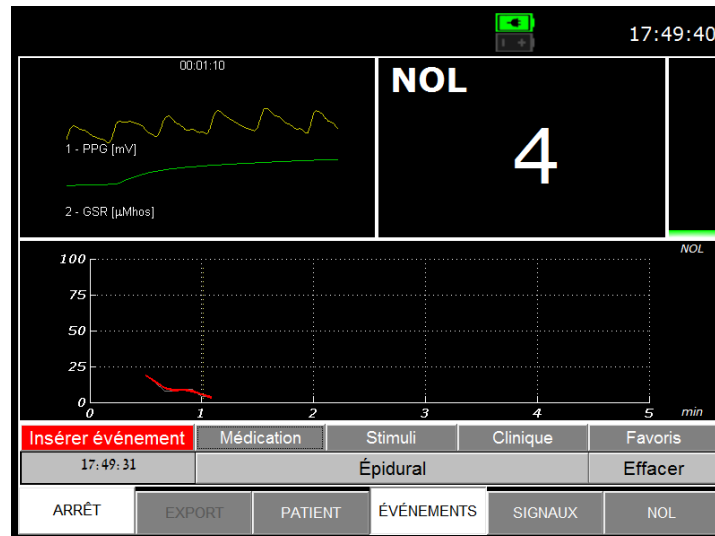 17:49:40
00:01:10
1 - PPG [mV]
2 - GSR [µMhos]
NOL
4
NOL
100
75
50
25
0
0 1 2 3 4 5 min
Insérer événement Médication Stimuli Clinique Favoris
17:49:31 Épidural Effacer
ARRÊT EXPORT PATIENT ÉVÉNEMENTS SIGNAUX NOL